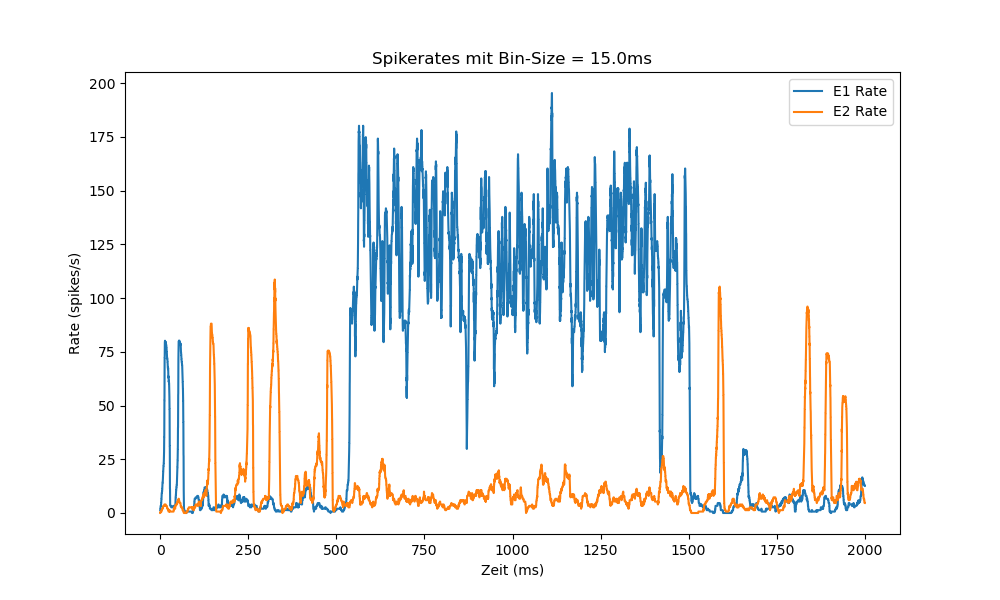 Spikerates mit Bin-Size = 15.0ms
E1 Rate
E2 Rate
200
175
150
125
100
75
50
25
0
Rate (spikes/s)
0 250 500 750 1000 1250 1500 1750 2000
Zeit (ms)